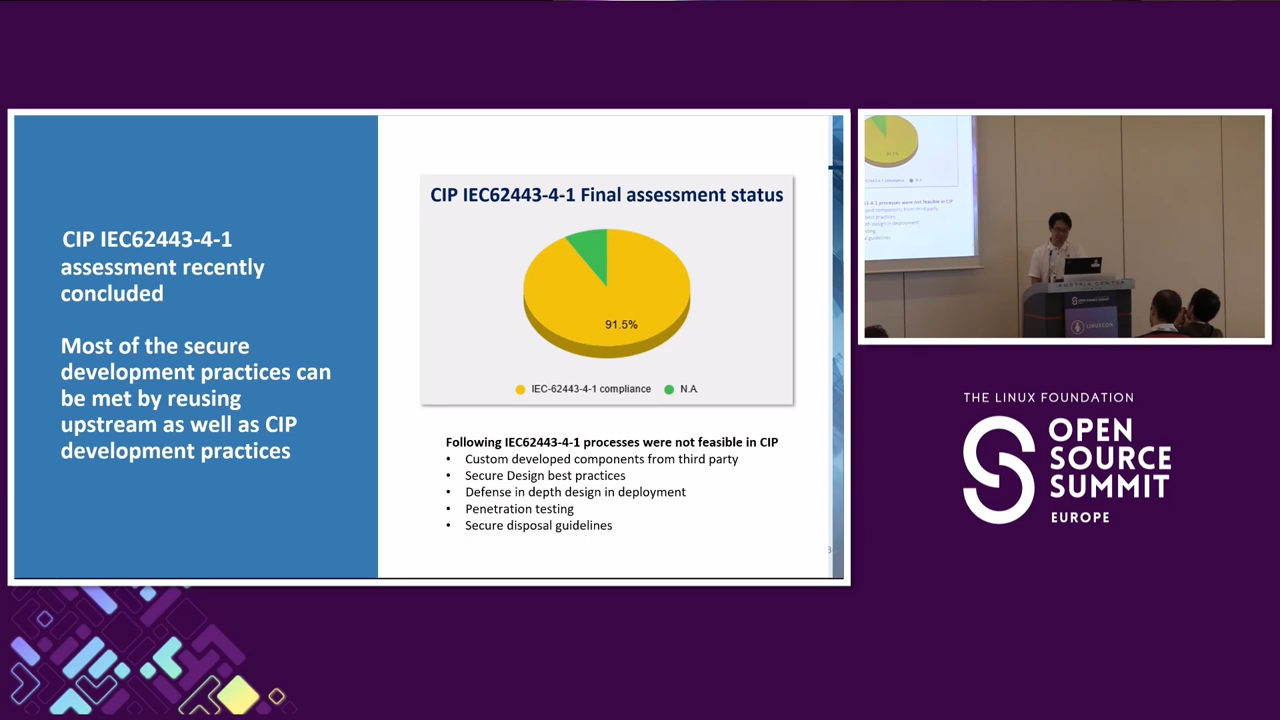 CIP IEC62443-4-1
assessment recently
concluded
Most of the secure
development practices can
be met by reusing
upstream as well as CIP
development practices
CIP IEC62443-4-1 Final assessment status
91.5%
IEC-62443-4-1 compliance
N.A.
Following IEC62443-4-1 processes were not feasible in CIP
• Custom developed components from third party
• Secure Design best practices
• Defense in depth design in deployment
• Penetration testing
• Secure disposal guidelines
AUSTRIA CENTER
LINUXCON
THE LINUX FOUNDATION
OPEN
SOURCE
SUMMIT
EUROPE